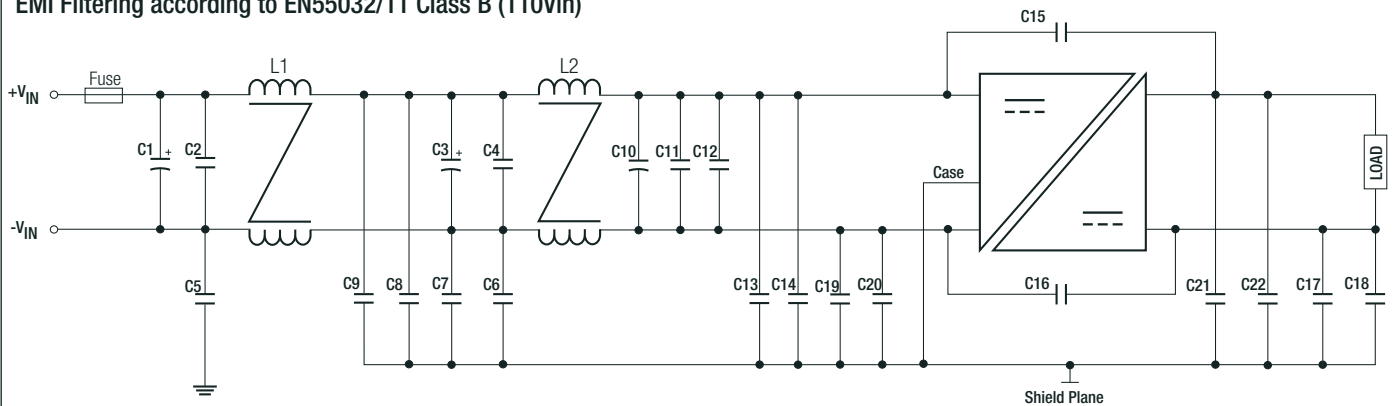 EMI Filtering according to EN55032/11 Class B (110Vin)
C15
L1
L2
Fuse
+VIN
C1
+
C2
C3
+
C4
C10
C11
C12
Case
LOAD
-VIN
C5
C9
C8
C7
C6
C13
C14
C19
C20
C16
C21
C22
C17
C18
Shield Plane